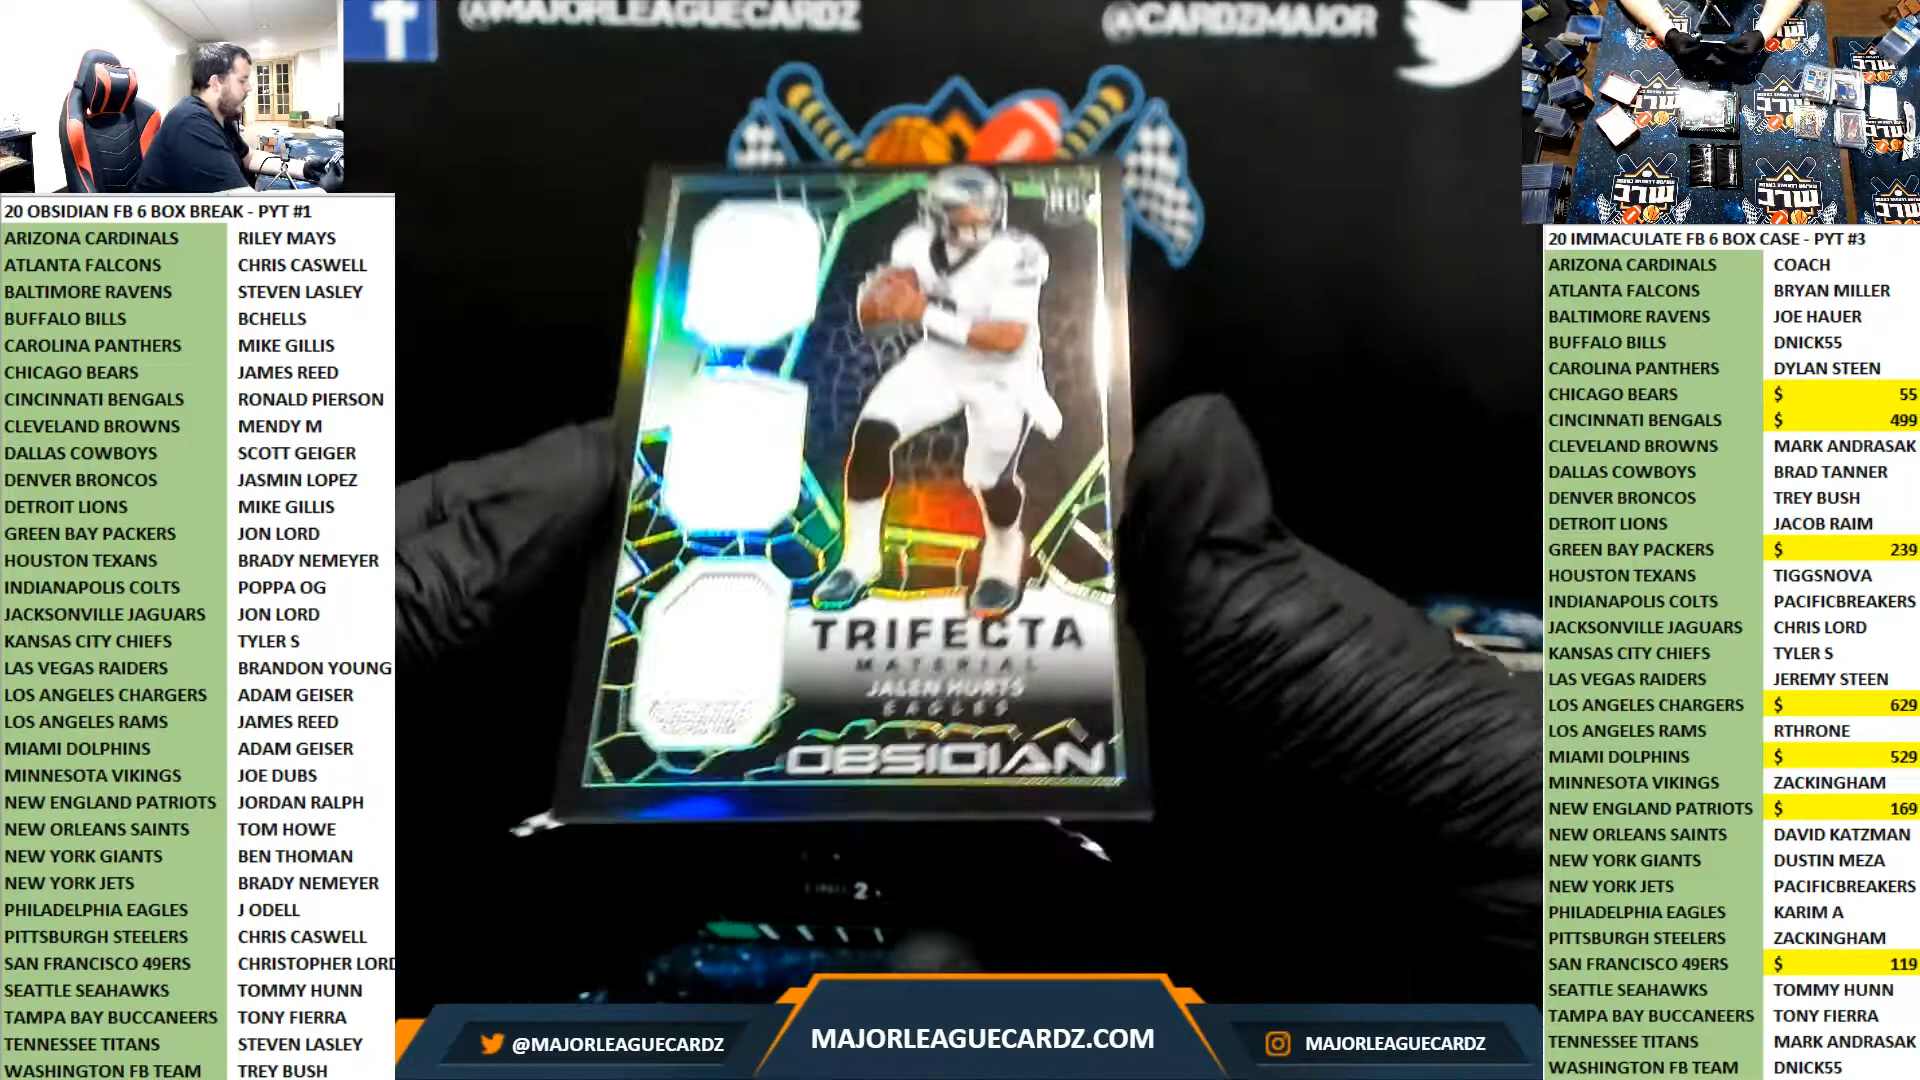 @MAJORLEAGUECARDZ
@CARDZMAJOR
20 OBSIDIAN FB 6 BOX BREAK - PYT #1
ARIZONA CARDINALS RILEY MAYS
ATLANTA FALCONS CHRIS CASWELL
BALTIMORE RAVENS STEVEN LASLEY
BUFFALO BILLS BCHELLS
CAROLINA PANTHERS MIKE GILLIS
CHICAGO BEARS JAMES REED
CINCINNATI BENGALS RONALD PIERSON
CLEVELAND BROWNS MENDY M
DALLAS COWBOYS SCOTT GEIGER
DENVER BRONCOS JASMIN LOPEZ
DETROIT LIONS MIKE GILLIS
GREEN BAY PACKERS JON LORD
HOUSTON TEXANS BRADY NEMEYER
INDIANAPOLIS COLTS POPPA OG
JACKSONVILLE JAGUARS JON LORD
KANSAS CITY CHIEFS TYLER S
LAS VEGAS RAIDERS BRANDON YOUNG
LOS ANGELES CHARGERS ADAM GEISER
LOS ANGELES RAMS JAMES REED
MIAMI DOLPHINS ADAM GEISER
MINNESOTA VIKINGS JOE DUBS
NEW ENGLAND PATRIOTS JORDAN RALPH
NEW ORLEANS SAINTS TOM HOWE
NEW YORK GIANTS BEN THOMAN
NEW YORK JETS BRADY NEMEYER
PHILADELPHIA EAGLES J ODELL
PITTSBURGH STEELERS CHRIS CASWELL
SAN FRANCISCO 49ERS CHRISTOPHER LORD
SEATTLE SEAHAWKS TOMMY HUNN
TAMPA BAY BUCCANEERS TONY FIERRA
TENNESSEE TITANS STEVEN LASLEY
WASHINGTON FB TEAM TREY BUSH
RC
TRIFECTA
MATERIAL
JALEN HURTS
EAGLES
OBSIDIAN
@MAJORLEAGUECARDZ
MAJORLEAGUECARDZ.COM
MAJORLEAGUECARDZ
20 IMMACULATE FB 6 BOX CASE - PYT #3
ARIZONA CARDINALS COACH
ATLANTA FALCONS BRYAN MILLER
BALTIMORE RAVENS JOE HAUER
BUFFALO BILLS DNICK55
CAROLINA PANTHERS DYLAN STEEN
CHICAGO BEARS $ 55
CINCINNATI BENGALS $ 499
CLEVELAND BROWNS MARK ANDRASAK
DALLAS COWBOYS BRAD TANNER
DENVER BRONCOS TREY BUSH
DETROIT LIONS JACOB RAIM
GREEN BAY PACKERS $ 239
HOUSTON TEXANS TIGGSNOVA
INDIANAPOLIS COLTS PACIFICBREAKERS
JACKSONVILLE JAGUARS CHRIS LORD
KANSAS CITY CHIEFS TYLER S
LAS VEGAS RAIDERS JEREMY STEEN
LOS ANGELES CHARGERS $ 629
LOS ANGELES RAMS RTHRONE
MIAMI DOLPHINS $ 529
MINNESOTA VIKINGS ZACKINGHAM
NEW ENGLAND PATRIOTS $ 169
NEW ORLEANS SAINTS DAVID KATZMAN
NEW YORK GIANTS DUSTIN MEZA
NEW YORK JETS PACIFICBREAKERS
PHILADELPHIA EAGLES KARIM A
PITTSBURGH STEELERS ZACKINGHAM
SAN FRANCISCO 49ERS $ 119
SEATTLE SEAHAWKS TOMMY HUNN
TAMPA BAY BUCCANEERS TONY FIERRA
TENNESSEE TITANS MARK ANDRASAK
WASHINGTON FB TEAM DNICK55